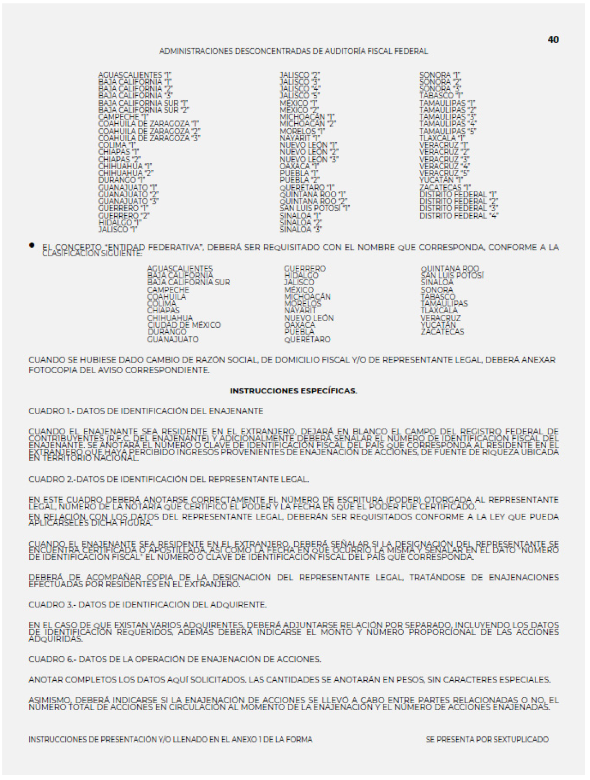 40
ADMINISTRACIONES DESCONCENTRADAS DE AUDITORÍA FISCAL FEDERAL
AGUASCALIENTES "1"
BAJA CALIFORNIA "1"
BAJA CALIFORNIA "2"
BAJA CALIFORNIA "3"
BAJA CALIFORNIA SUR "1"
BAJA CALIFORNIA SUR "2"
CAMPECHE "1"
COAHUILA DE ZARAGOZA "1"
COAHUILA DE ZARAGOZA "2"
COAHUILA DE ZARAGOZA "3"
COLIMA "1"
CHIAPAS "1"
CHIAPAS "2"
CHIHUAHUA "1"
CHIHUAHUA "2"
DURANGO "1"
GUANAJUATO "1"
GUANAJUATO "2"
GUANAJUATO "3"
GUERRERO "1"
GUERRERO "2"
HIDALGO "1"
JALISCO "1"
JALISCO "2"
JALISCO "3"
JALISCO "4"
JALISCO "5"
MÉXICO "1"
MÉXICO "2"
MICHOACÁN "1"
MICHOACÁN "2"
MORELOS "1"
NAYARIT "1"
NUEVO LEÓN "1"
NUEVO LEÓN "2"
NUEVO LEÓN "3"
OAXACA "1"
PUEBLA "1"
PUEBLA "2"
QUERÉTARO "1"
QUINTANA ROO "1"
QUINTANA ROO "2"
SAN LUIS POTOSÍ "1"
SINALOA "1"
SINALOA "2"
SINALOA "3"
SONORA "1"
SONORA "2"
SONORA "3"
TABASCO "1"
TAMAULIPAS "1"
TAMAULIPAS "2"
TAMAULIPAS "3"
TAMAULIPAS "4"
TAMAULIPAS "5"
TLAXCALA "1"
VERACRUZ "1"
VERACRUZ "2"
VERACRUZ "3"
VERACRUZ "4"
VERACRUZ "5"
YUCATÁN "1"
ZACATECAS "1"
DISTRITO FEDERAL "1"
DISTRITO FEDERAL "2"
DISTRITO FEDERAL "3"
DISTRITO FEDERAL "4"
● EL CONCEPTO "ENTIDAD FEDERATIVA", DEBERÁ SER REQUISITADO CON EL NOMBRE QUE CORRESPONDA, CONFORME A LA
CLASIFICACIÓN SIGUIENTE:
AGUASCALIENTES
BAJA CALIFORNIA
BAJA CALIFORNIA SUR
CAMPECHE
COAHUILA
COLIMA
CHIAPAS
CHIHUAHUA
CIUDAD DE MÉXICO
DURANGO
GUANAJUATO
GUERRERO
HIDALGO
JALISCO
MÉXICO
MICHOACÁN
MORELOS
NAYARIT
NUEVO LEÓN
OAXACA
PUEBLA
QUERETARO
QUINTANA ROO
SAN LUIS POTOSÍ
SINALOA
SONORA
TABASCO
TAMAULIPAS
TLAXCALA
VERACRUZ
YUCATÁN
ZACATECAS
CUANDO SE HUBIESE DADO CAMBIO DE RAZÓN SOCIAL, DE DOMICILIO FISCAL Y/O DE REPRESENTANTE LEGAL, DEBERÁ ANEXAR
FOTOCOPIA DEL AVISO CORRESPONDIENTE.
INSTRUCCIONES ESPECÍFICAS.
CUADRO 1.- DATOS DE IDENTIFICACIÓN DEL ENAJENANTE
CUANDO EL ENAJENANTE SEA RESIDENTE EN EL EXTRANJERO, DEJARÁ EN BLANCO EL CAMPO DEL REGISTRO FEDERAL DE
CONTRIBUYENTES (R.F.C. DEL ENAJENANTE) Y ADICIONALMENTE DEBERÁ SEÑALAR EL NÚMERO DE IDENTIFICACIÓN FISCAL DEL
ENAJENANTE. SE ANOTARÁ EL NÚMERO O CLAVE DE IDENTIFICACIÓN FISCAL DEL PAÍS QUE CORRESPONDA AL RESIDENTE EN EL
EXTRANJERO QUE HAYA PERCIBIDO INGRESOS PROVENIENTES DE ENAJENACIÓN DE ACCIONES, DE FUENTE DE RIQUEZA UBICADA
EN TERRITORIO NACIONAL.
CUADRO 2.-DATOS DE IDENTIFICACIÓN DEL REPRESENTANTE LEGAL.
EN ESTE CUADRO DEBERÁ ANOTARSE CORRECTAMENTE EL NÚMERO DE ESCRITURA (PODER) OTORGADA AL REPRESENTANTE
LEGAL, NÚMERO DE LA NOTARÍA QUE CERTIFICÓ EL PODER Y LA FECHA EN QUE EL PODER FUE CERTIFICADO.
EN RELACIÓN CON LOS DATOS DEL REPRESENTANTE LEGAL, DEBERÁN SER REQUISITADOS CONFORME A LA LEY QUE PUEDA
APLICÁRSELES DICHA FIGURA.
CUANDO EL ENAJENANTE SEA RESIDENTE EN EL EXTRANJERO, DEBERÁ SEÑALAR SI LA DESIGNACIÓN DEL REPRESENTANTE SE
ENCUENTRA CERTIFICADA O APOSTILLADA, ASÍ COMO LA FECHA EN QUE OCURRIÓ LA MISMA Y SEÑALAR EN EL DATO "NÚMERO
DE IDENTIFICACIÓN FISCAL" EL NÚMERO O CLAVE DE IDENTIFICACIÓN FISCAL DEL PAÍS QUE CORRESPONDA.
DEBERÁ DE ACOMPAÑAR COPIA DE LA DESIGNACIÓN DEL REPRESENTANTE LEGAL, TRATÁNDOSE DE ENAJENACIONES
EFECTUADAS POR RESIDENTES EN EL EXTRANJERO.
CUADRO 3.- DATOS DE IDENTIFICACIÓN DEL ADQUIRENTE.
EN EL CASO DE QUE EXISTAN VARIOS ADQUIRENTES, DEBERÁ ADJUNTARSE RELACIÓN POR SEPARADO, INCLUYENDO LOS DATOS
DE IDENTIFICACIÓN REQUERIDOS, ADEMÁS DEBERÁ INDICARSE EL MONTO Y NÚMERO PROPORCIONAL DE LAS ACCIONES
ADQUIRIDAS.
CUADRO 6.- DATOS DE LA OPERACIÓN DE ENAJENACIÓN DE ACCIONES.
ANOTAR COMPLETOS LOS DATOS AQUÍ SOLICITADOS, LAS CANTIDADES SE ANOTARÁN EN PESOS, SIN CARACTERES ESPECIALES.
ASIMISMO, DEBERÁ INDICARSE SI LA ENAJENACIÓN DE ACCIONES SE LLEVÓ A CABO ENTRE PARTES RELACIONADAS O NO, EL
NÚMERO TOTAL DE ACCIONES EN CIRCULACIÓN AL MOMENTO DE LA ENAJENACIÓN Y EL NÚMERO DE ACCIONES ENAJENADAS.
INSTRUCCIONES DE PRESENTACIÓN Y/O LLENADO EN EL ANEXO 1 DE LA FORMA
SE PRESENTA POR SEXTUPLICADO